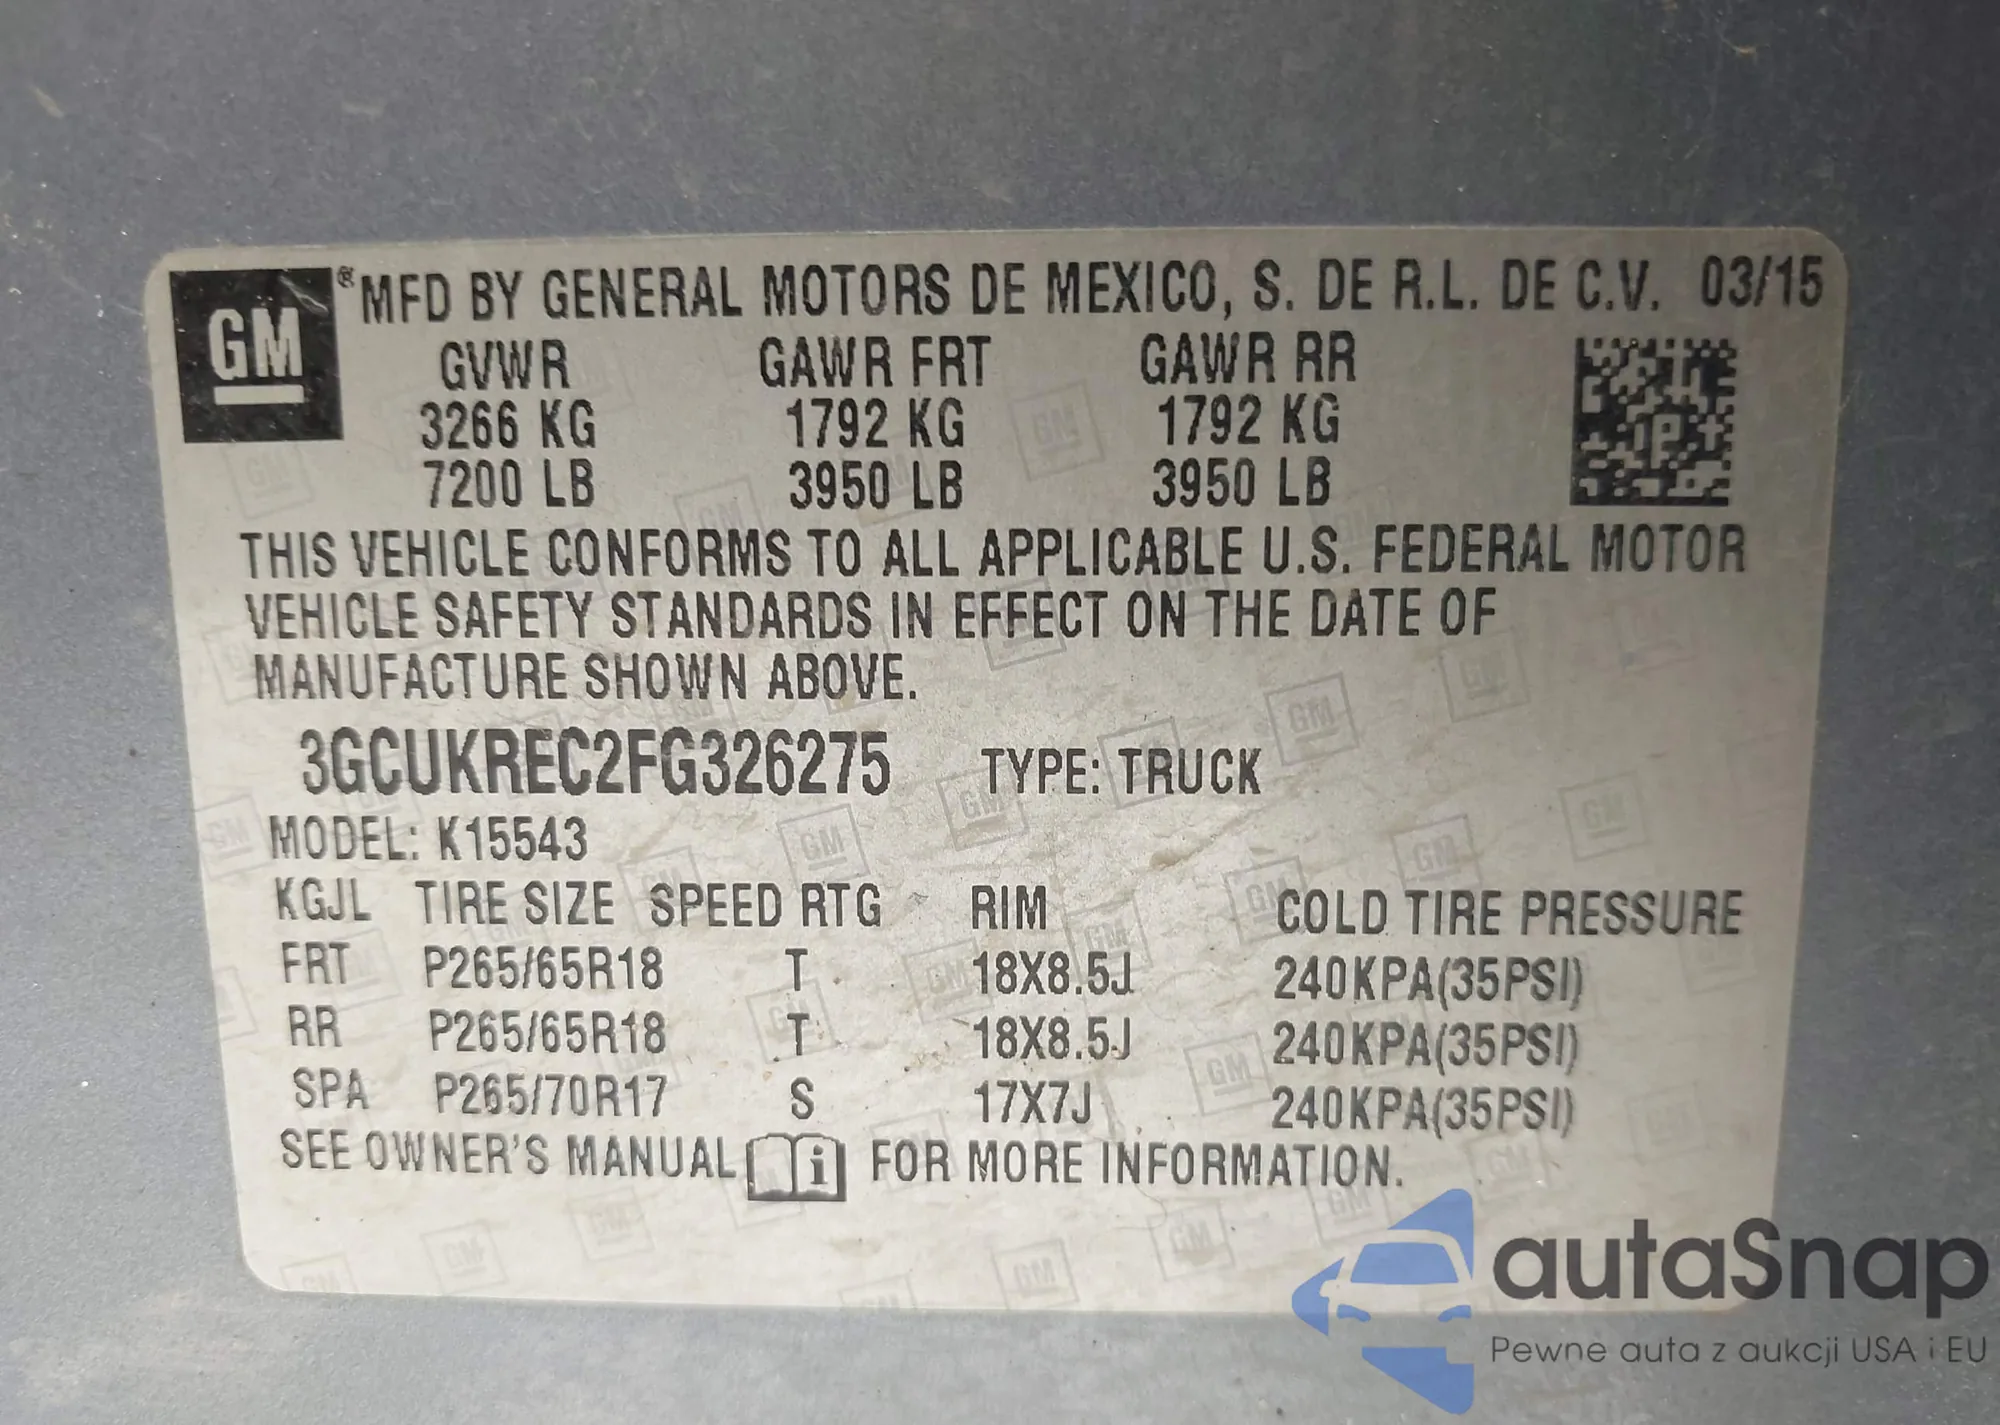 GM ® MFD BY GENERAL MOTORS DE MEXICO, S. DE R.L. DE C.V. 03/15
GVWR GAWR FRT GAWR RR
3266 KG 1792 KG 1792 KG
7200 LB 3950 LB 3950 LB
THIS VEHICLE CONFORMS TO ALL APPLICABLE U.S. FEDERAL MOTOR
VEHICLE SAFETY STANDARDS IN EFFECT ON THE DATE OF
MANUFACTURE SHOWN ABOVE.
3GCUKREC2FG326275 TYPE: TRUCK
MODEL: K15543
KGJL TIRE SIZE SPEED RTG RIM COLD TIRE PRESSURE
FRT P265/65R18 T 18X8.5J 240KPA(35PSI)
RR P265/65R18 T 18X8.5J 240KPA(35PSI)
SPA P265/70R17 S 17X7J 240KPA(35PSI)
SEE OWNER'S MANUAL i FOR MORE INFORMATION.
autaSnap
Pewne auta z aukcji USA i EU